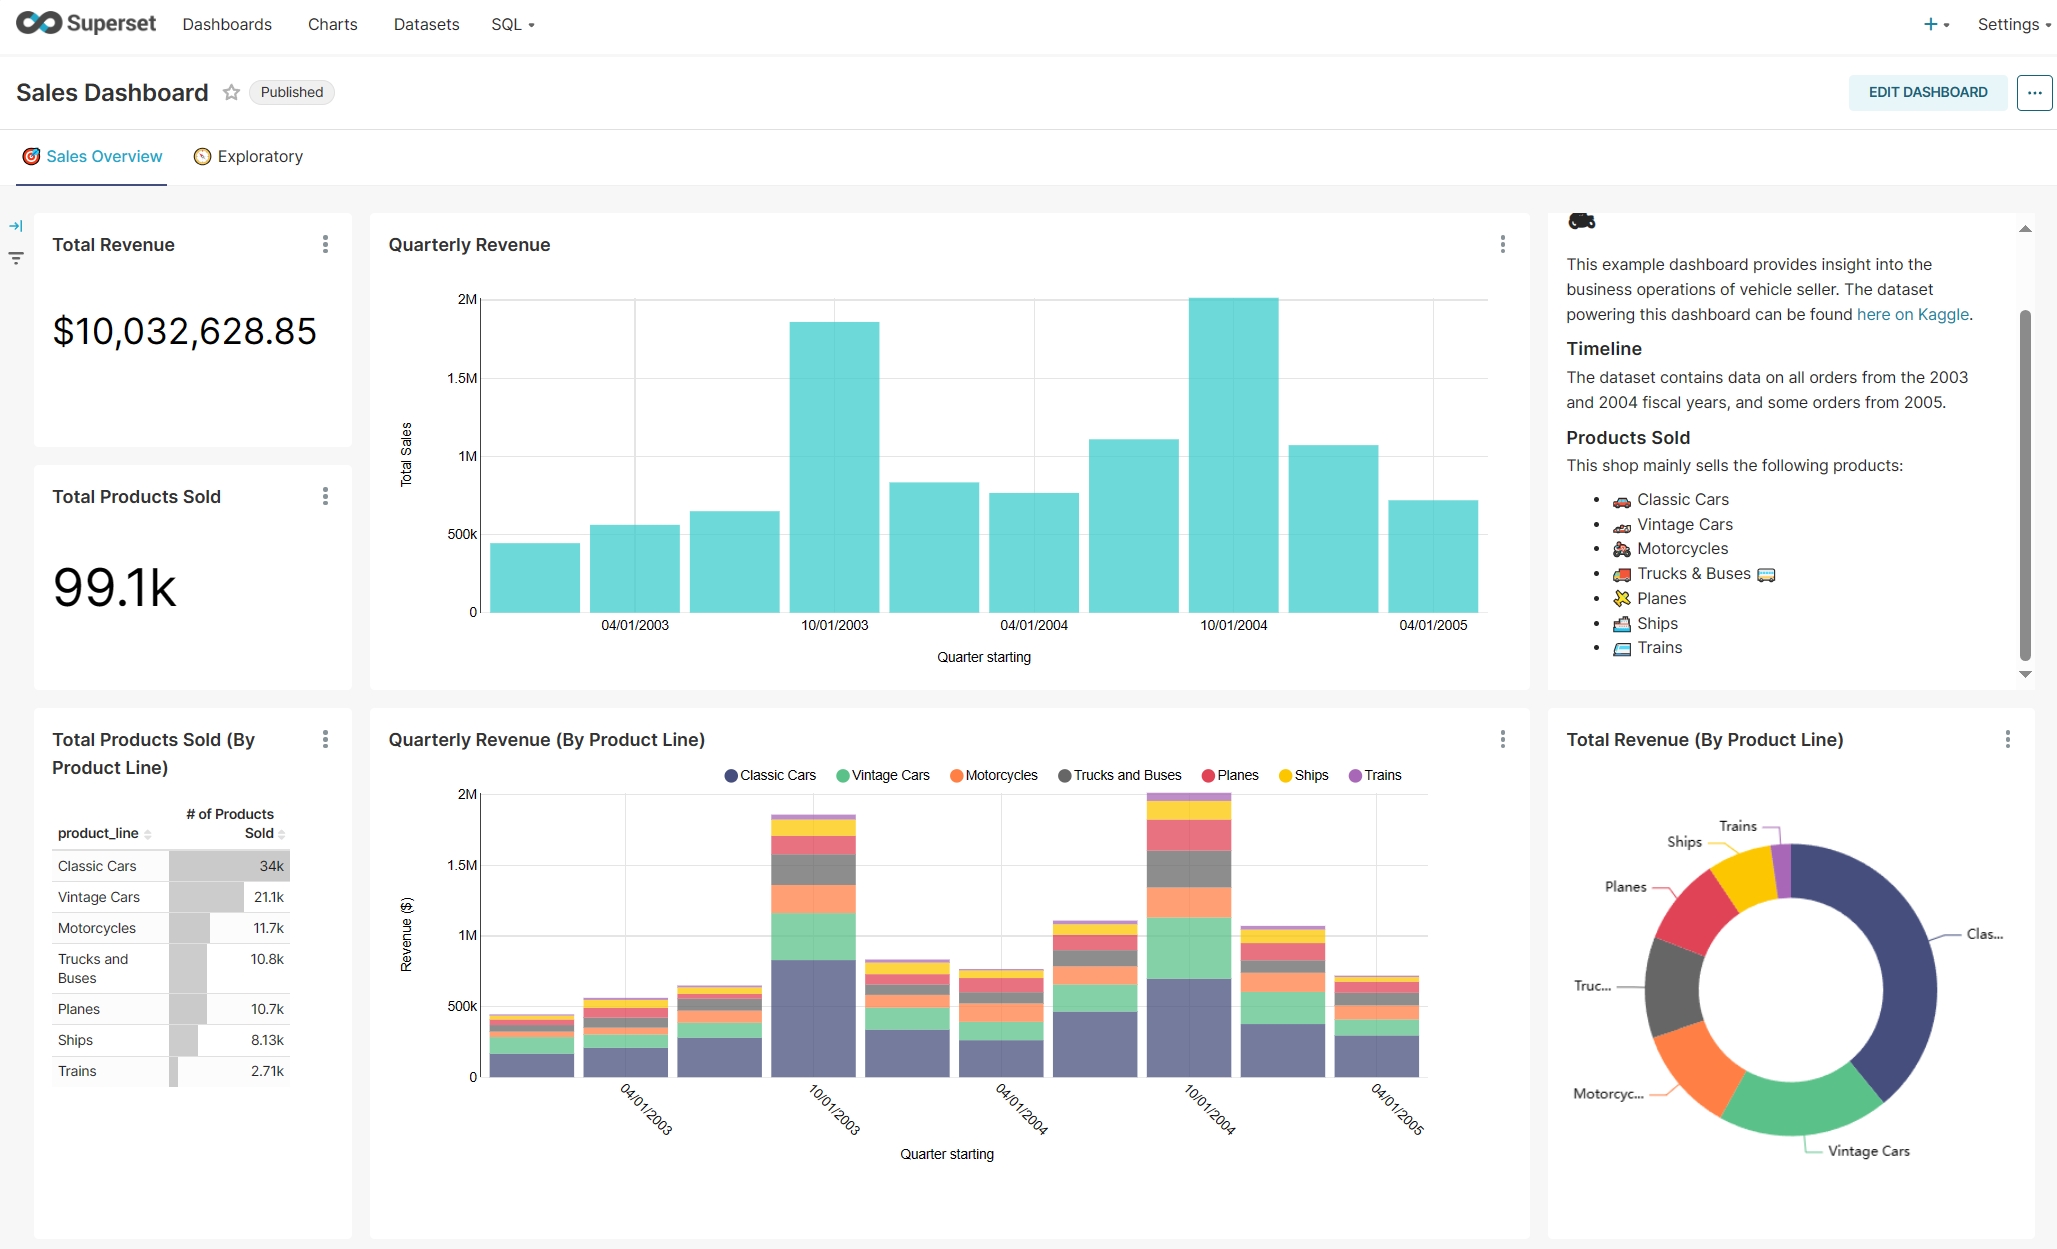 Superset Dashboards Charts Datasets SQL + Settings
Sales Dashboard Published EDIT DASHBOARD ...
Sales Overview Exploratory
Total Revenue
$10,032,628.85
Total Products Sold
99.1k
Quarterly Revenue
2M
1.5M
1M
500k
0
Total Sales
04/01/2003 10/01/2003 04/01/2004 10/01/2004 04/01/2005
Quarter starting
This example dashboard provides insight into the
business operations of vehicle seller. The dataset
powering this dashboard can be found here on Kaggle.
Timeline
The dataset contains data on all orders from the 2003
and 2004 fiscal years, and some orders from 2005.
Products Sold
This shop mainly sells the following products:
Classic Cars
Vintage Cars
Motorcycles
Trucks & Buses
Planes
Ships
Trains
Total Products Sold (By
Product Line)
# of Products
product_line Sold
Classic Cars 34k
Vintage Cars 21.1k
Motorcycles 11.7k
Trucks and 10.8k
Buses
Planes 10.7k
Ships 8.13k
Trains 2.71k
Quarterly Revenue (By Product Line)
Classic Cars Vintage Cars Motorcycles Trucks and Buses Planes Ships Trains
2M
1.5M
1M
500k
0
Revenue ($)
04/01/2003 10/01/2003 04/01/2004 10/01/2004 04/01/2005
Quarter starting
Total Revenue (By Product Line)
Trains
Ships
Planes
Clas...
Truc...
Motorcyc...
Vintage Cars